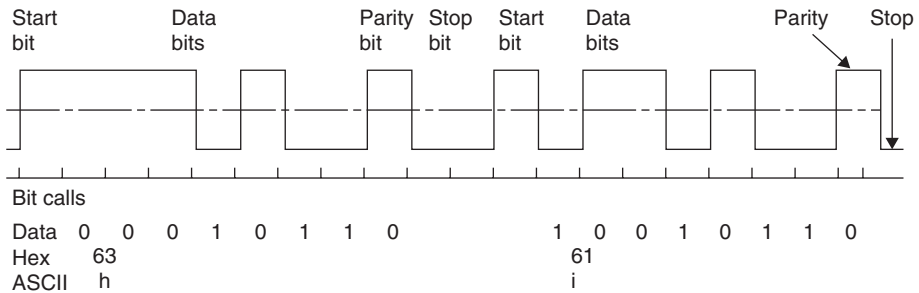 Start bit Data bits Parity bit Stop bit Start bit Data bits Parity Stop
Bit calls
Data 0 0 0 1 0 1 1 0 1 0 0 1 0 1 1 0
Hex 63 61
ASCII h i